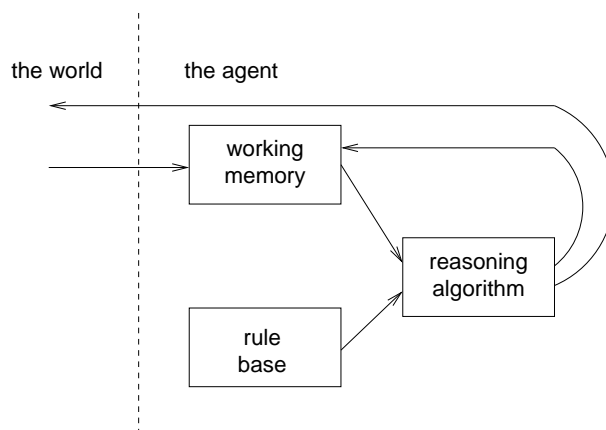 the world
the agent
working
memory
reasoning
algorithm
rule
base